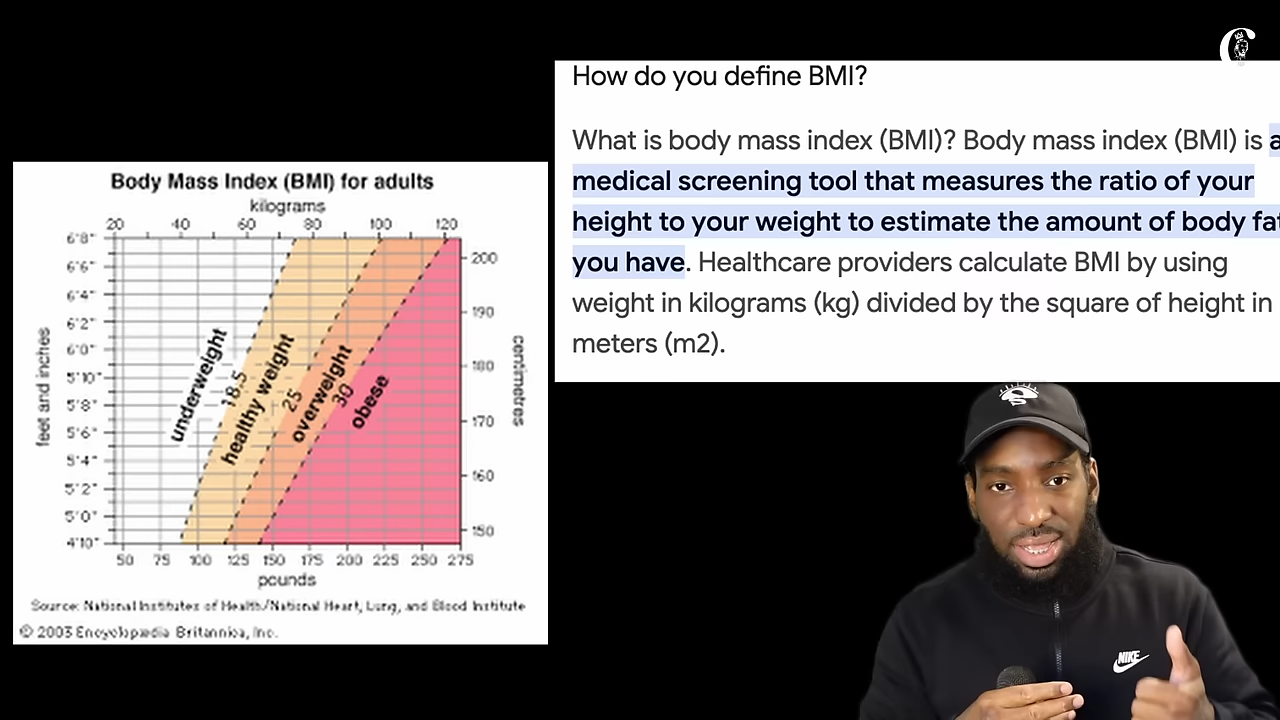 Body Mass Index (BMI) for adults
kilograms
20 40 60 80 100 120
6'8"
6'6"
6'4"
6'2"
6'0"
5'10"
5'8"
5'6"
5'4"
5'2"
5'0"
4'10"
feet and inches
underweight
18.5
healthy weight
25
overweight
30
obese
200
190
180
170
160
150
centimetres
50 75 100 125 150 175 200 225 250 275
pounds
Source: National Institutes of Health/National Heart, Lung, and Blood Institute
© 2003 Encyclopædia Britannica, Inc.
How do you define BMI?
What is body mass index (BMI)? Body mass index (BMI) is a
medical screening tool that measures the ratio of your
height to your weight to estimate the amount of body fat
you have. Healthcare providers calculate BMI by using
weight in kilograms (kg) divided by the square of height in
meters (m2).
NIKE